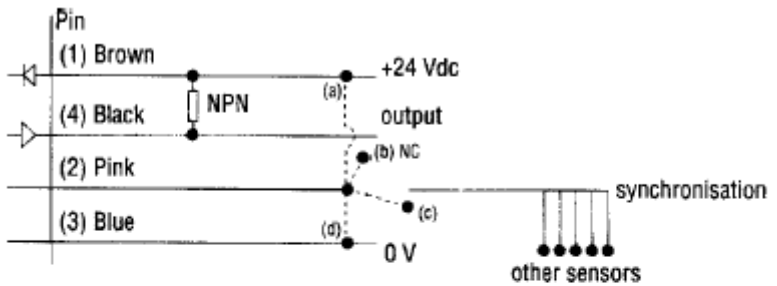 Pin
(1) Brown
+24 Vdc
(a)
NPN
(4) Black
output
(b) NC
(2) Pink
synchronisation
(c)
(3) Blue
(d)
0 V
other sensors